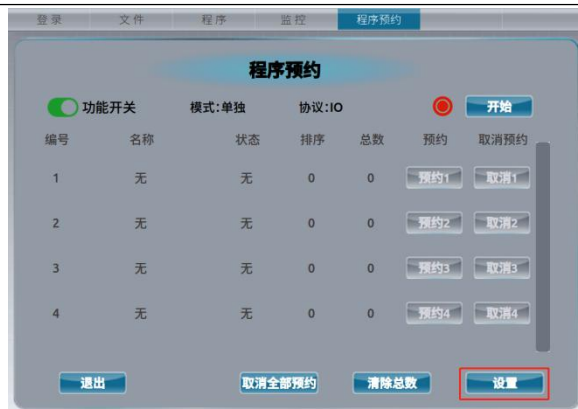 登录 文件 程序 监控 程序预约
程序预约
功能开关 模式:单独 协议:IO 开始
编号 名称 状态 排序 总数 预约 取消预约
1 无 无 0 0 预约1 取消1
2 无 无 0 0 预约2 取消2
3 无 无 0 0 预约3 取消3
4 无 无 0 0 预约4 取消4
退出 取消全部预约 清除总数 设置